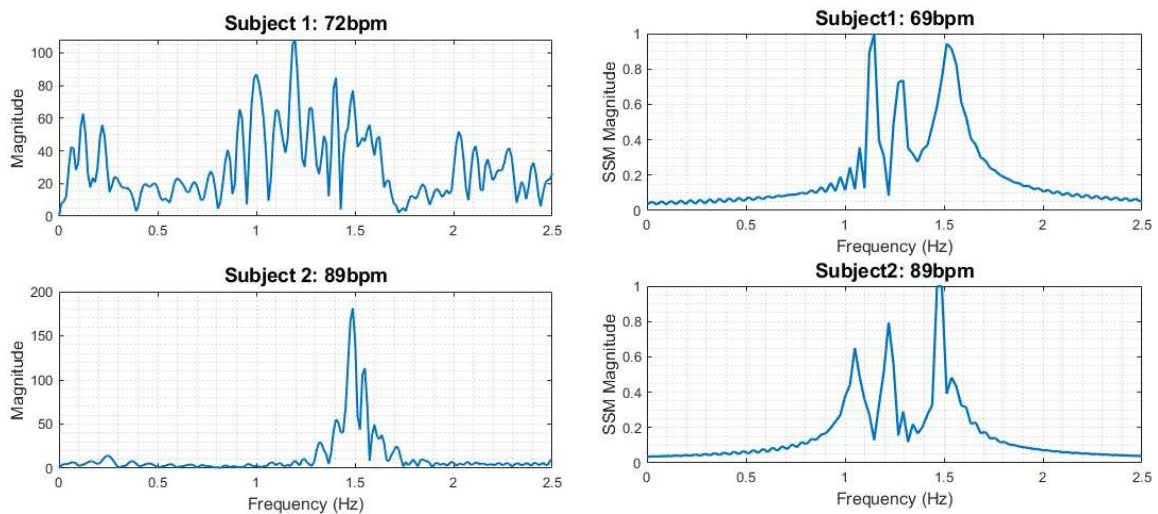 Subject 1: 72bpm
100
80
60
40
20
0
Magnitude
0 0.5 1 1.5 2 2.5
Subject 2: 89bpm
200
150
100
50
0
Magnitude
0 0.5 1 1.5 2 2.5
Frequency (Hz)
Subject1: 69bpm
1
0.8
0.6
0.4
0.2
0
SSM Magnitude
0 0.5 1 1.5 2 2.5
Frequency (Hz)
Subject2: 89bpm
1
0.8
0.6
0.4
0.2
0
SSM Magnitude
0 0.5 1 1.5 2 2.5
Frequency (Hz)